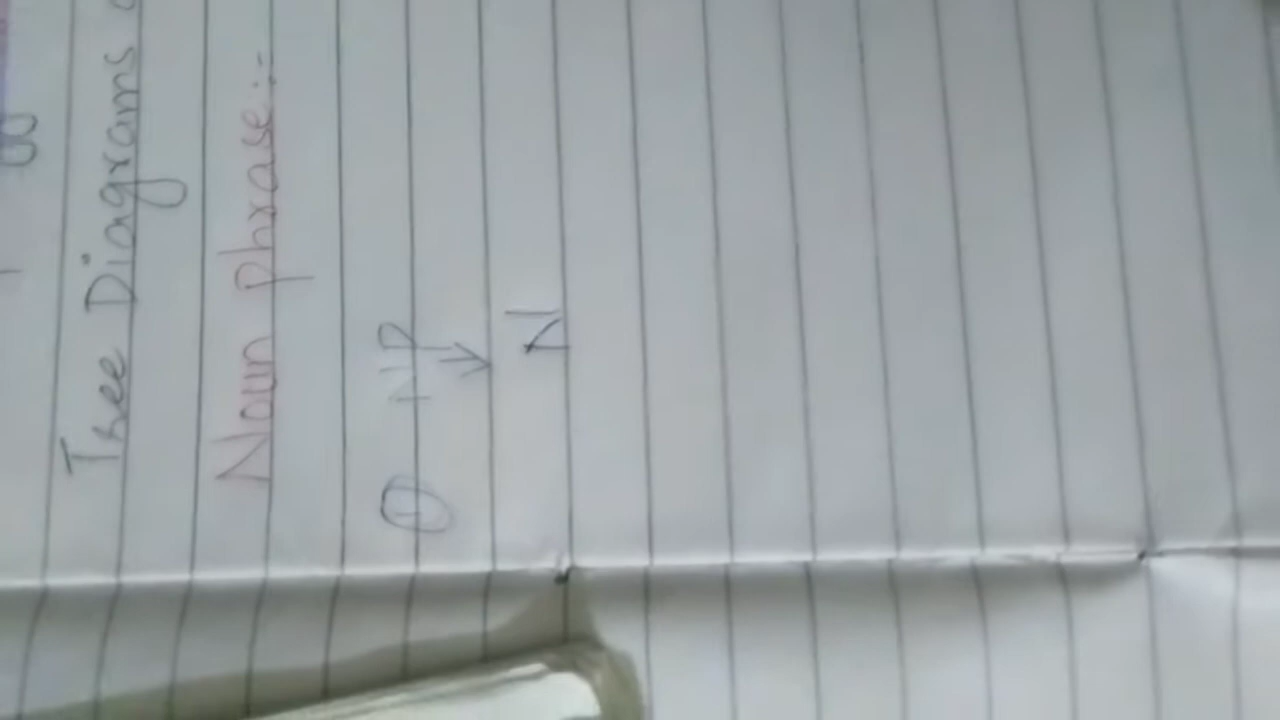 Tree Diagrams
Noun phrase:-
① NP
↓
N